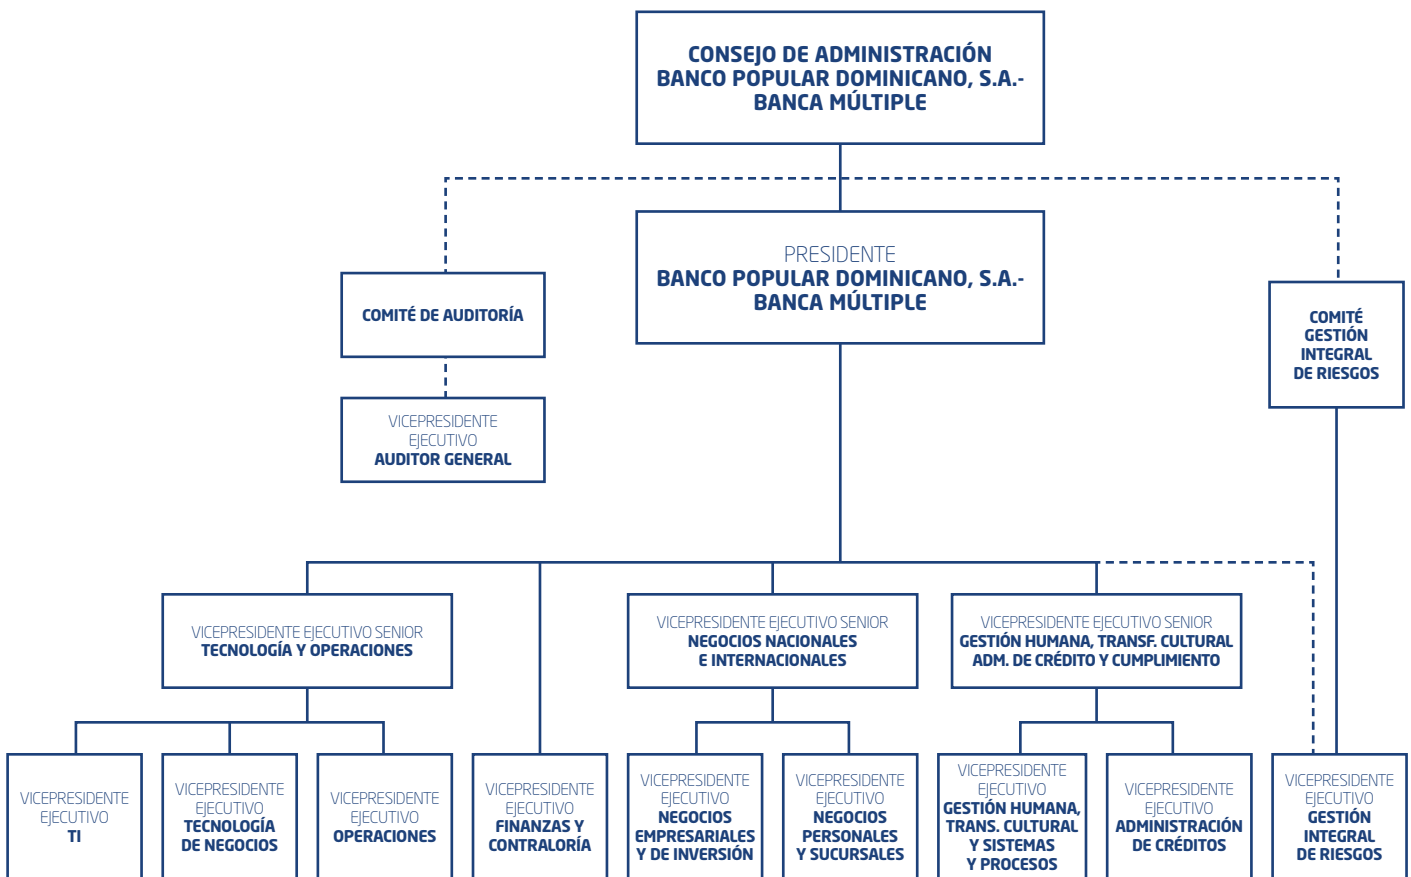 CONSEJO DE ADMINISTRACIÓN
BANCO POPULAR DOMINICANO, S.A.-
BANCA MÚLTIPLE
PRESIDENTE
BANCO POPULAR DOMINICANO, S.A.-
BANCA MÚLTIPLE
COMITÉ DE AUDITORÍA
COMITÉ
GESTIÓN
INTEGRAL
DE RIESGOS
VICEPRESIDENTE
EJECUTIVO
AUDITOR GENERAL
VICEPRESIDENTE EJECUTIVO SENIOR
TECNOLOGÍA Y OPERACIONES
VICEPRESIDENTE EJECUTIVO SENIOR
NEGOCIOS NACIONALES
E INTERNACIONALES
VICEPRESIDENTE EJECUTIVO SENIOR
GESTIÓN HUMANA, TRANSF. CULTURAL
ADM. DE CRÉDITO Y CUMPLIMIENTO
VICEPRESIDENTE
EJECUTIVO
TI
VICEPRESIDENTE
EJECUTIVO
TECNOLOGÍA
DE NEGOCIOS
VICEPRESIDENTE
EJECUTIVO
OPERACIONES
VICEPRESIDENTE
EJECUTIVO
FINANZAS Y
CONTRALORÍA
VICEPRESIDENTE
EJECUTIVO
NEGOCIOS
EMPRESARIALES
Y DE INVERSIÓN
VICEPRESIDENTE
EJECUTIVO
NEGOCIOS
PERSONALES
Y SUCURSALES
VICEPRESIDENTE
EJECUTIVO
GESTIÓN HUMANA,
TRANS. CULTURAL
Y SISTEMAS
Y PROCESOS
VICEPRESIDENTE
EJECUTIVO
ADMINISTRACIÓN
DE CRÉDITOS
VICEPRESIDENTE
EJECUTIVO
GESTIÓN
INTEGRAL
DE RIESGOS